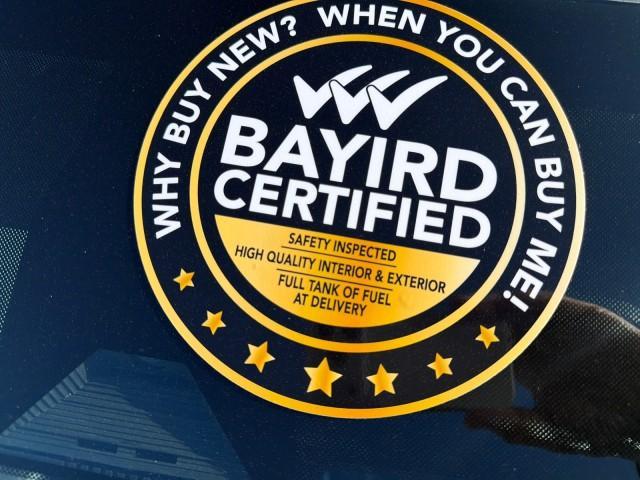 WHY BUY NEW? WHEN YOU CAN BUY ME!
BAYIRD
CERTIFIED
SAFETY INSPECTED
HIGH QUALITY INTERIOR & EXTERIOR
FULL TANK OF FUEL
AT DELIVERY